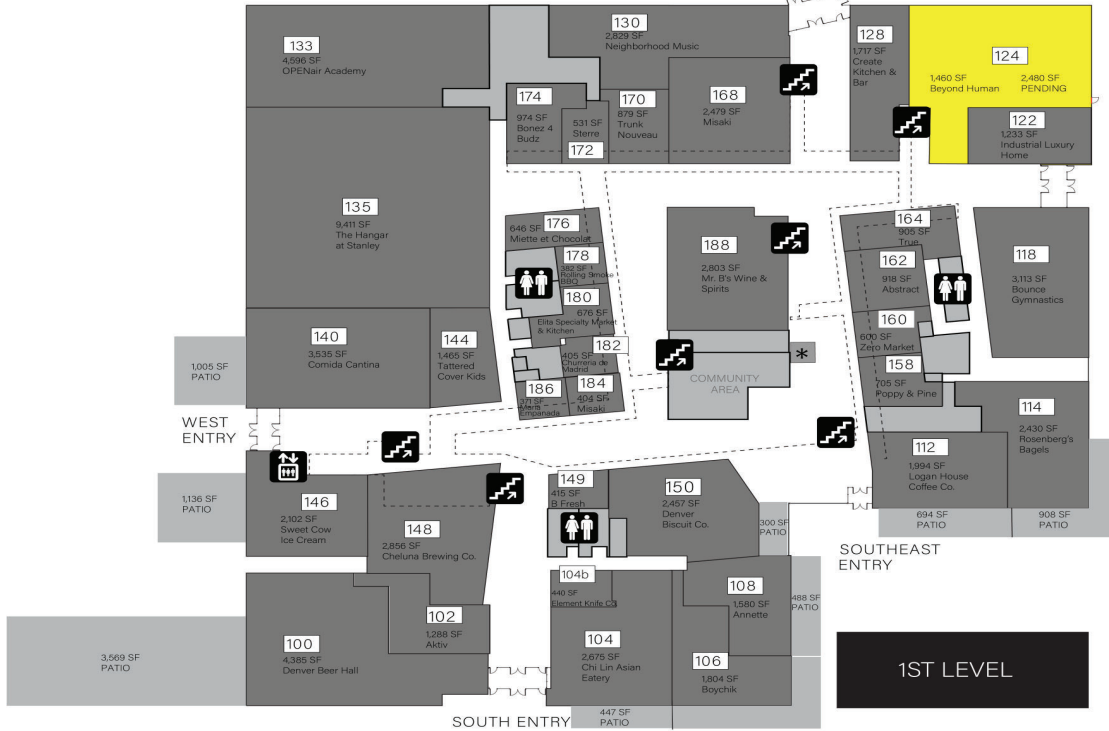 133
4,596 SF
OPENair Academy
130
2,829 SF
Neighborhood Music
128
1,717 SF
Create
Kitchen &
Bar
124
1,460 SF
Beyond Human
2,480 SF
PENDING
174
974 SF
Bonez 4
Budz
531 SF
Sterre
172
170
879 SF
Trunk
Nouveau
168
2,479 SF
Misaki
122
1,233 SF
Industrial Luxury
Home
135
9,411 SF
The Hangar
at Stanley
176
646 SF
Miette et Chocolat
178
382 SF
Rolling Smoke
BBQ
180
676 SF
Elita Specialty Market
& Kitchen
182
405 SF
Churreria de
Madrid
186
371 SF
Maria
Empanada
184
404 SF
Misaki
188
2,803 SF
Mr. B's Wine &
Spirits
COMMUNITY
AREA
*
164
905 SF
True
162
918 SF
Abstract
160
600 SF
Zero Market
158
705 SF
Poppy & Pine
118
3,113 SF
Bounce
Gymnastics
140
3,535 SF
Comida Cantina
144
1,465 SF
Tattered
Cover Kids
1,005 SF
PATIO
WEST
ENTRY
114
2,430 SF
Rosenberg's
Bagels
112
1,994 SF
Logan House
Coffee Co.
694 SF
PATIO
908 SF
PATIO
SOUTHEAST
ENTRY
1,136 SF
PATIO
146
2,102 SF
Sweet Cow
Ice Cream
148
2,856 SF
Cheluna Brewing Co.
149
415 SF
B Fresh
150
2,457 SF
Denver
Biscuit Co.
300 SF
PATIO
104b
440 SF
Element Knife Co.
108
1,580 SF
Annette
488 SF
PATIO
102
1,288 SF
Aktiv
100
4,385 SF
Denver Beer Hall
3,569 SF
PATIO
104
2,675 SF
Chi Lin Asian
Eatery
106
1,804 SF
Boychik
447 SF
PATIO
SOUTH ENTRY
1ST LEVEL